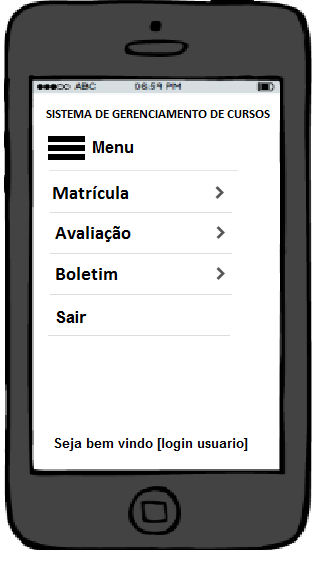 ABC 06:59 PM
SISTEMA DE GERENCIAMENTO DE CURSOS
Menu
Matrícula
Avaliação
Boletim
Sair
Seja bem vindo [login usuario]